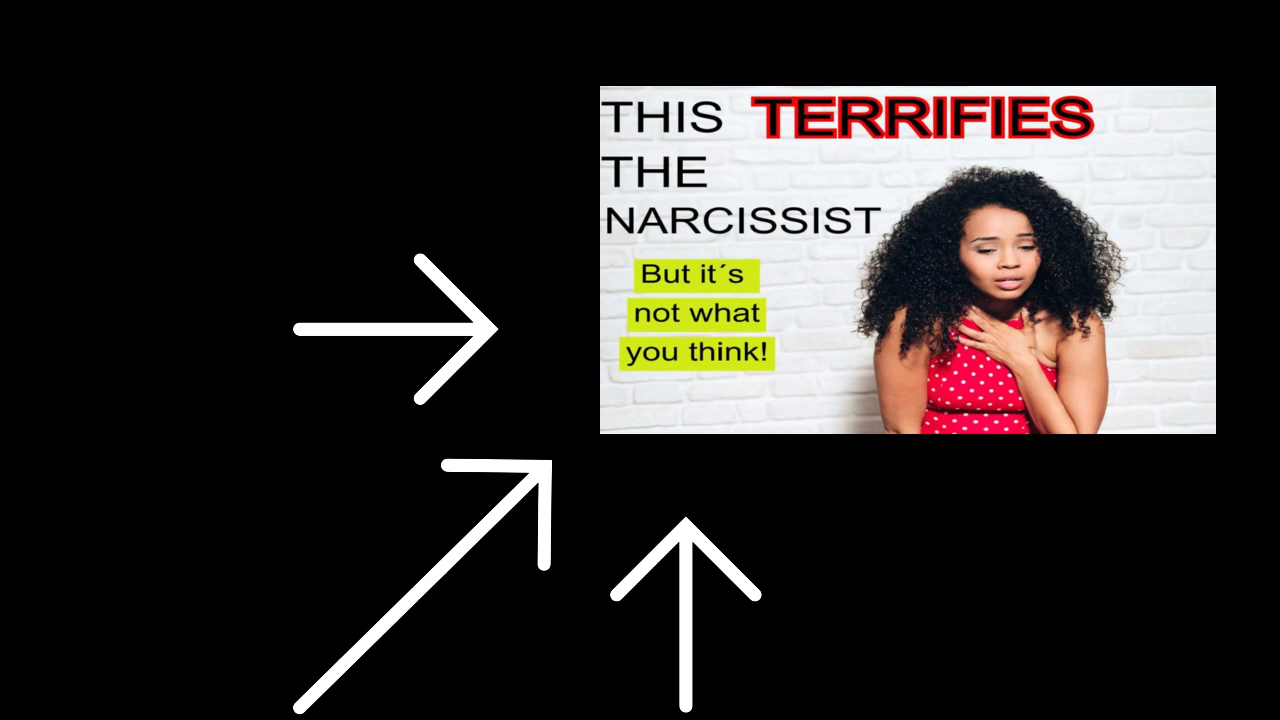 THIS TERRIFIES
THE
NARCISSIST
But it´s
not what
you think!